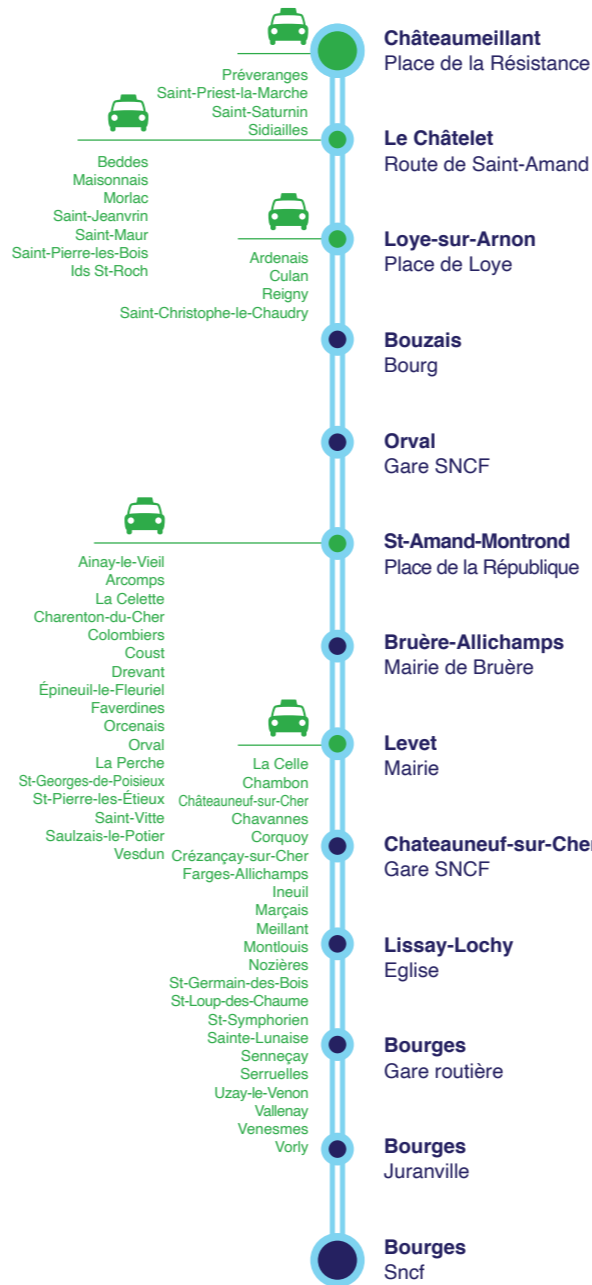 Châteaumeillant
Place de la Résistance
Préveranges
Saint-Priest-la-Marche
Saint-Saturnin
Sidiailles
Le Châtelet
Route de Saint-Amand
Beddes
Maisonnais
Morlac
Saint-Jeanvrin
Saint-Maur
Saint-Pierre-les-Bois
Ids St-Roch
Loye-sur-Arnon
Place de Loye
Ardenais
Culan
Reigny
Saint-Christophe-le-Chaudry
Bouzais
Bourg
Orval
Gare SNCF
St-Amand-Montrond
Place de la République
Ainay-le-Vieil
Arcomps
La Celette
Charenton-du-Cher
Colombiers
Coust
Drevant
Épineuil-le-Fleuriel
Faverdines
Orcenais
Orval
La Perche
St-Georges-de-Poisieux
St-Pierre-les-Étieux
Saint-Vitte
Saulzais-le-Potier
Vesdun
Bruère-Allichamps
Mairie de Bruère
Levet
Mairie
La Celle
Chambon
Châteauneuf-sur-Cher
Chavannes
Corquoy
Crézançay-sur-Cher
Farges-Allichamps
Ineuil
Marçais
Meillant
Montlouis
Nozières
St-Germain-des-Bois
St-Loup-des-Chaume
St-Symphorien
Sainte-Lunaise
Senneçay
Serruelles
Uzay-le-Venon
Vallenay
Venesmes
Vorly
Chateauneuf-sur-Cher
Gare SNCF
Lissay-Lochy
Eglise
Bourges
Gare routière
Bourges
Juranville
Bourges
Sncf